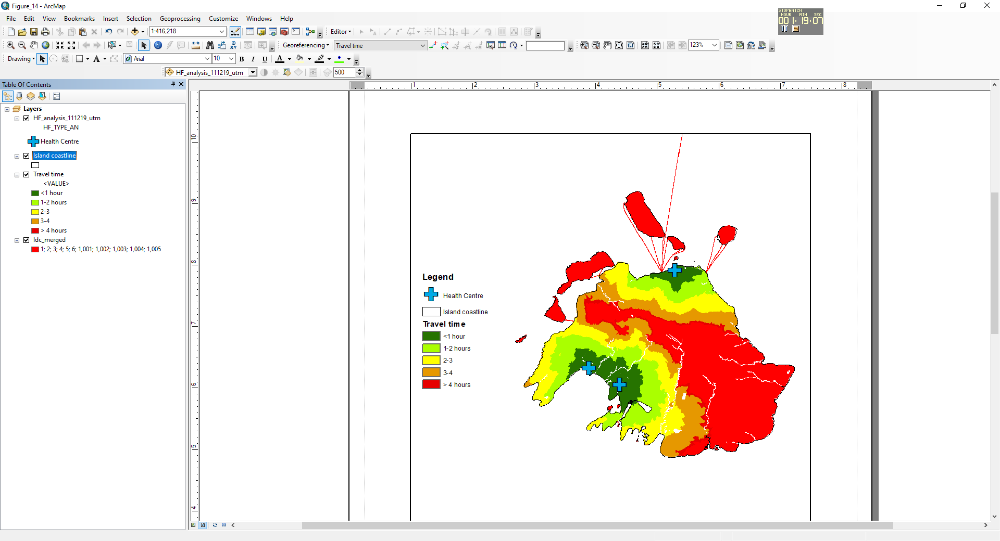 Figure_14 - ArcMap
STOPWATCH
HOUR MIN SEC
001: 19:07
File Edit View Bookmarks Insert Selection Geoprocessing Customize Windows Help
1:416,218
Editor
Georeferencing
Travel time
123%
Drawing
A
Arial
10
B I U A
HF_analysis_111219_utm
500
Table Of Contents
Layers
HF_analysis_111219_utm
HF_TYPE_AN
Health Centre
Island coastline
Travel time
<VALUE>
<1 hour
1-2 hours
2-3
3-4
> 4 hours
ldc_merged
1; 2; 3; 4; 5; 6; 1,001; 1,002; 1,003; 1,004; 1,005
1 2 3 4 5 6 7 8
10
9
8
7
6
5
4
Legend
Health Centre
Island coastline
Travel time
<1 hour
1-2 hours
2-3
3-4
> 4 hours